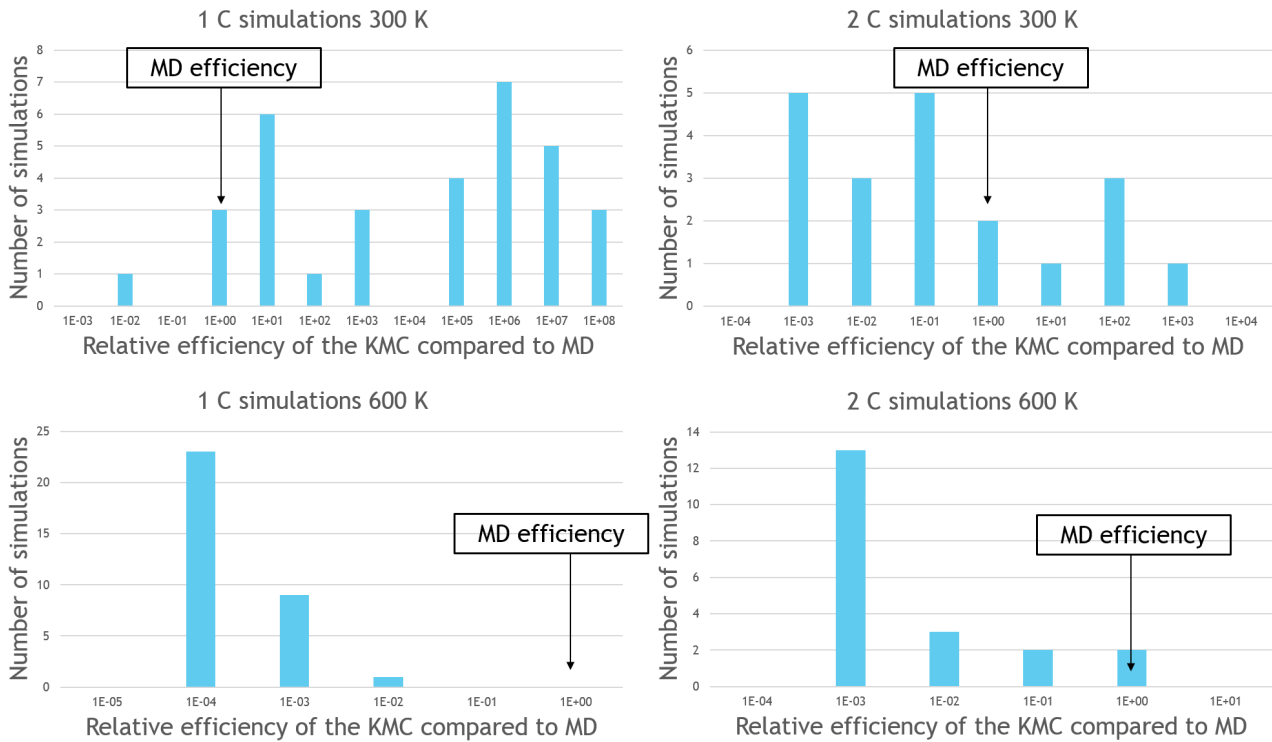 1 C simulations 300 K
MD efficiency
Number of simulations
8
7
6
5
4
3
2
1
0
1E-03 1E-02 1E-01 1E+00 1E+01 1E+02 1E+03 1E+04 1E+05 1E+06 1E+07 1E+08
Relative efficiency of the KMC compared to MD
2 C simulations 300 K
MD efficiency
Number of simulations
6
5
4
3
2
1
0
1E-04 1E-03 1E-02 1E-01 1E+00 1E+01 1E+02 1E+03 1E+04
Relative efficiency of the KMC compared to MD
1 C simulations 600 K
MD efficiency
Number of simulations
25
20
15
10
5
0
1E-05 1E-04 1E-03 1E-02 1E-01 1E+00
Relative efficiency of the KMC compared to MD
2 C simulations 600 K
MD efficiency
Number of simulations
14
12
10
8
6
4
2
0
1E-04 1E-03 1E-02 1E-01 1E+00 1E+01
Relative efficiency of the KMC compared to MD